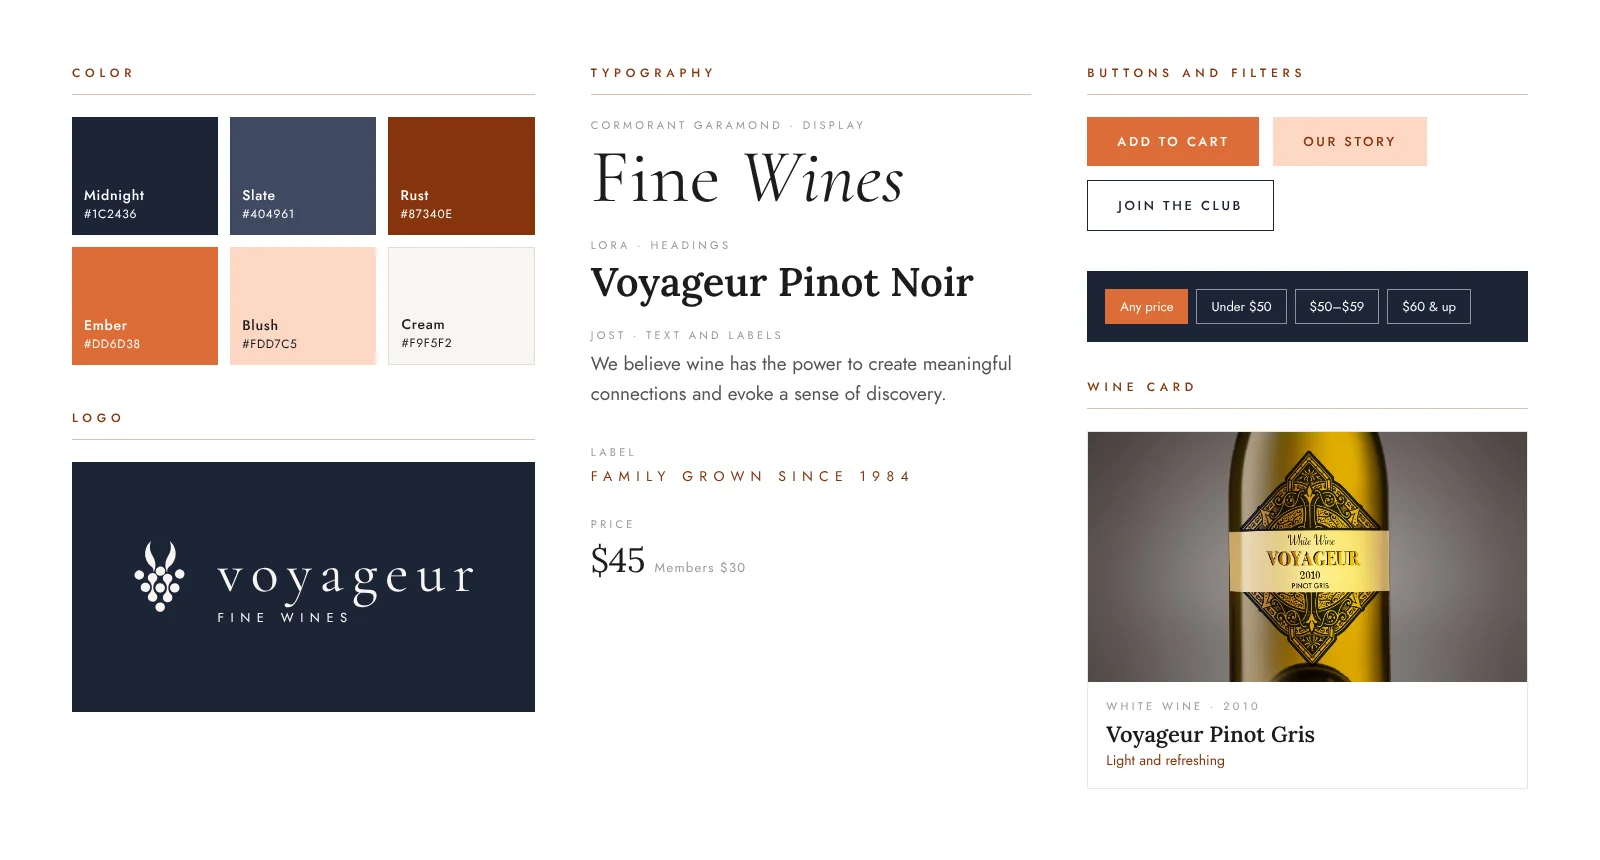 COLOR
Midnight
#1C2436
Slate
#404961
Rust
#87340E
Ember
#DD6D38
Blush
#FDD7C5
Cream
#F9F5F2
LOGO
voyageur
FINE WINES
TYPOGRAPHY
CORMORANT GARAMOND · DISPLAY
Fine Wines
LORA · HEADINGS
Voyageur Pinot Noir
JOST · TEXT AND LABELS
We believe wine has the power to create meaningful
connections and evoke a sense of discovery.
LABEL
FAMILY GROWN SINCE 1984
PRICE
$45 Members $30
BUTTONS AND FILTERS
ADD TO CART
OUR STORY
JOIN THE CLUB
Any price
Under $50
$50–$59
$60 & up
WINE CARD
White Wine
VOYAGEUR
2010
PINOT GRIS
WHITE WINE · 2010
Voyageur Pinot Gris
Light and refreshing